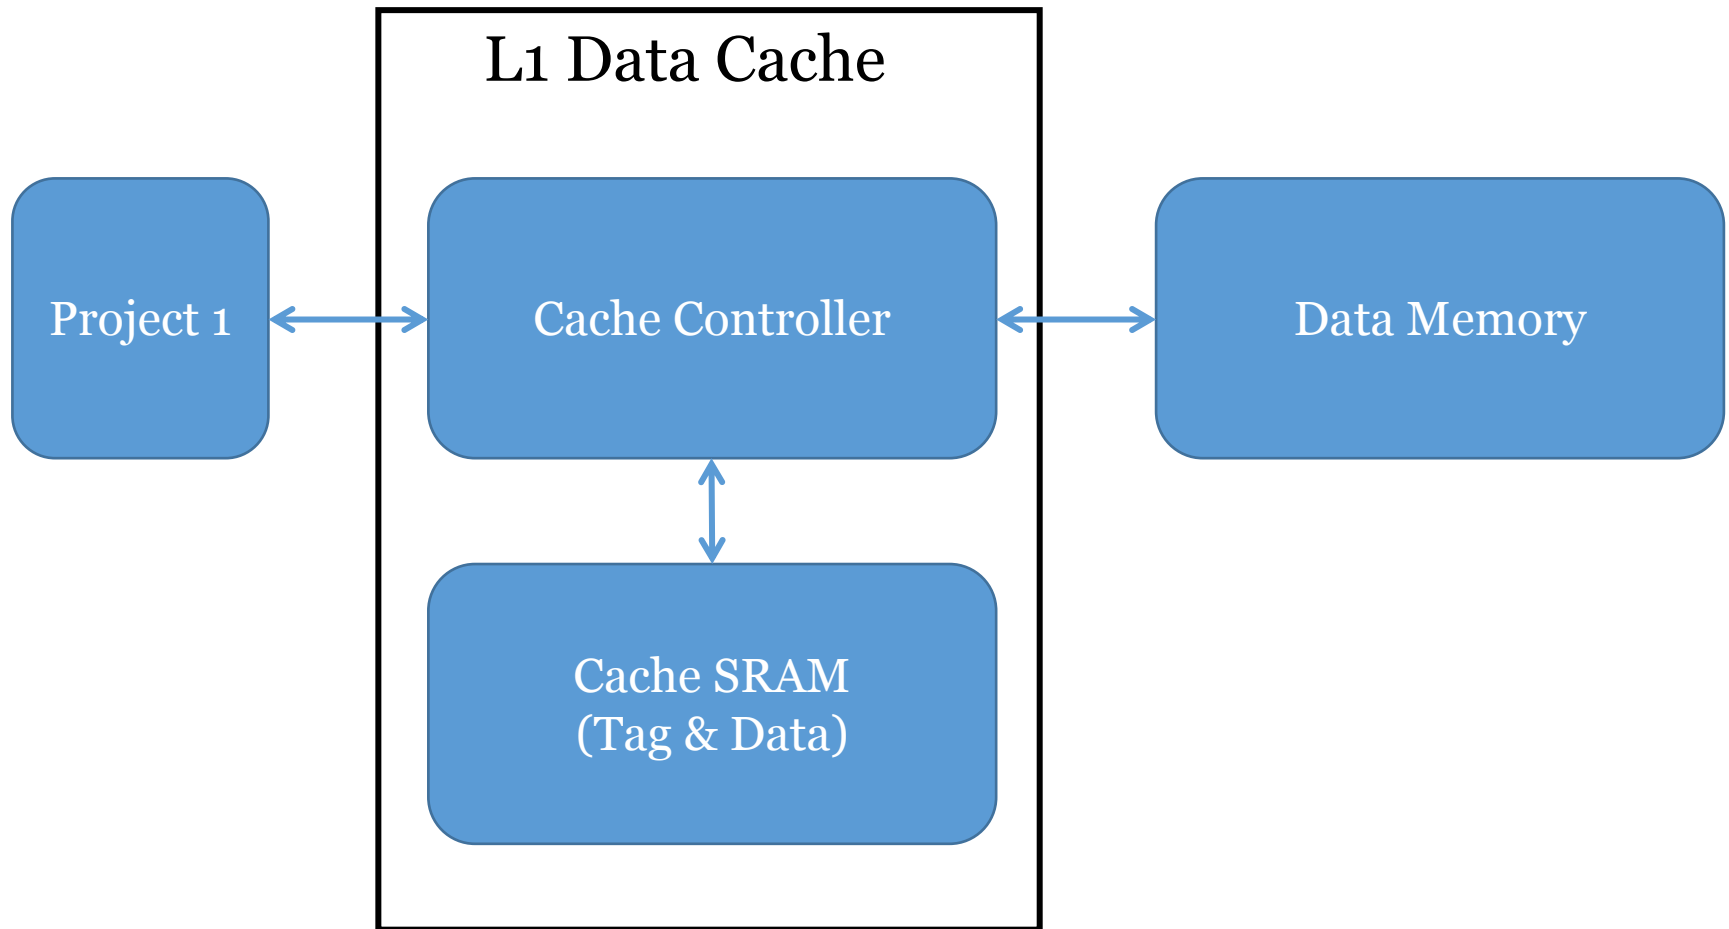 L1 Data Cache
Project 1
Cache Controller
Data Memory
Cache SRAM
(Tag & Data)